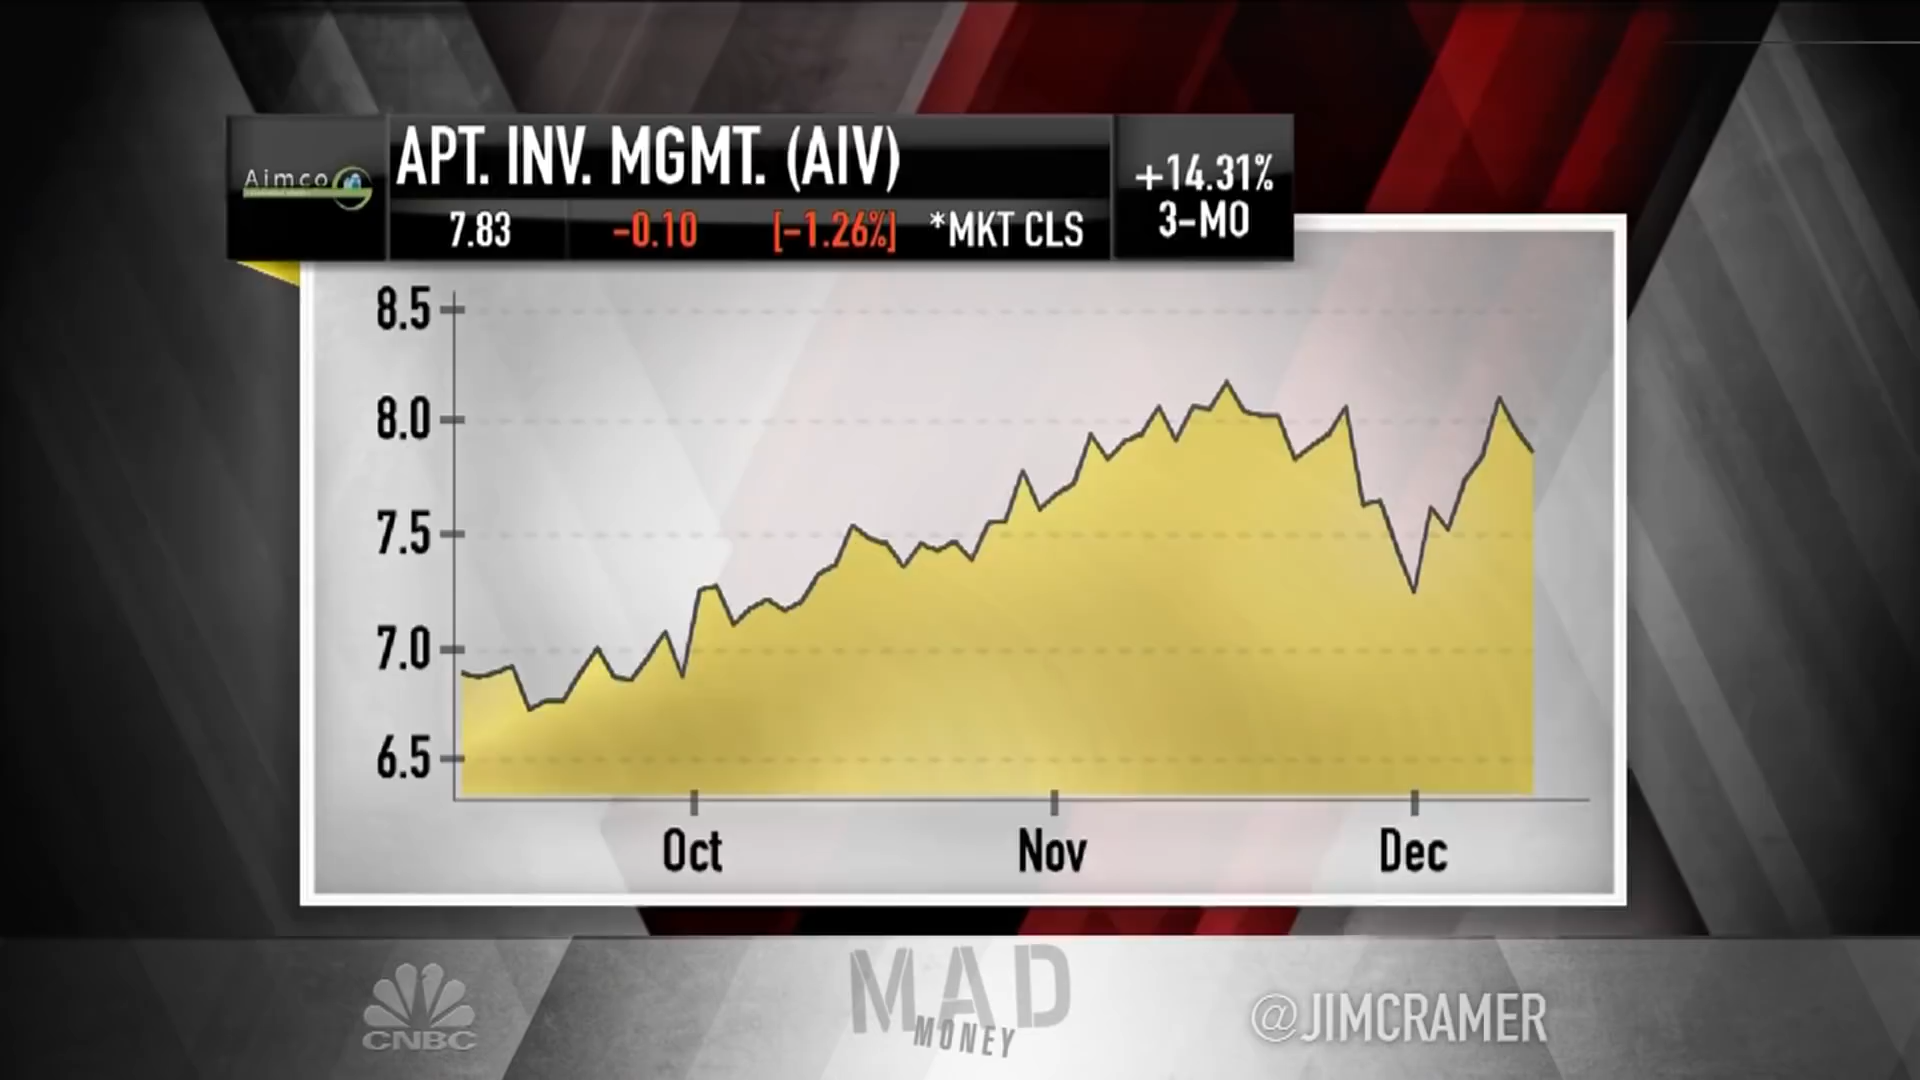 Aimco
APT. INV. MGMT. (AIV)
7.83 -0.10 [-1.26%] *MKT CLS
+14.31%
3-MO
8.5
8.0
7.5
7.0
6.5
Oct Nov Dec
CNBC
MAD
MONEY
@JIMCRAMER